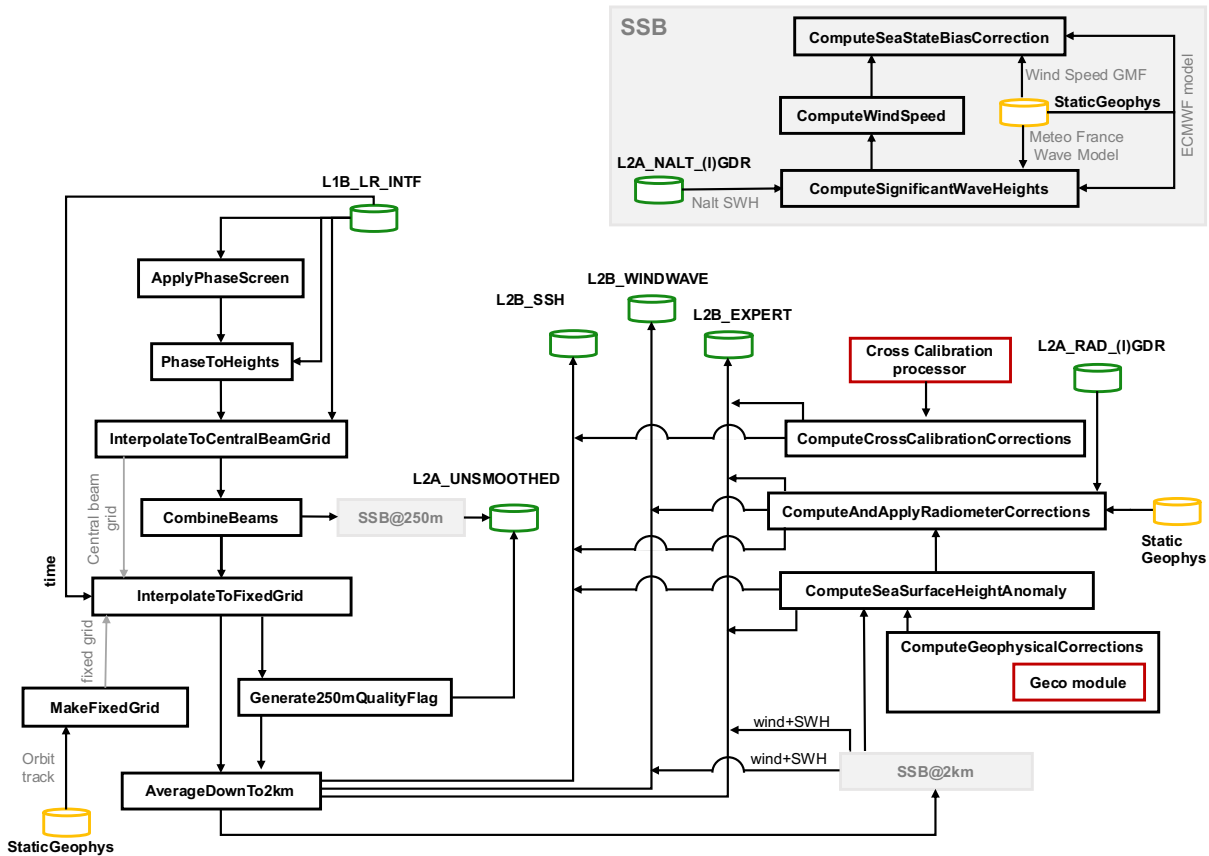 SSB
ComputeSeaStateBiasCorrection
Wind Speed GMF
StaticGeophys
ECMWF model
ComputeWindSpeed
Meteo France
Wave Model
L2A_NALT_(I)GDR
Nalt SWH
ComputeSignificantWaveHeights
L1B_LR_INTF
ApplyPhaseScreen
PhaseToHeights
InterpolateToCentralBeamGrid
Central beam
grid
CombineBeams
SSB@250m
L2A_UNSMOOTHED
time
InterpolateToFixedGrid
fixed grid
MakeFixedGrid
Generate250mQualityFlag
Orbit
track
AverageDownTo2km
StaticGeophys
L2B_SSH
L2B_WINDWAVE
L2B_EXPERT
Cross Calibration
processor
L2A_RAD_(I)GDR
ComputeCrossCalibrationCorrections
ComputeAndApplyRadiometerCorrections
Static
Geophys
ComputeSeaSurfaceHeightAnomaly
ComputeGeophysicalCorrections
Geco module
wind+SWH
wind+SWH
SSB@2km